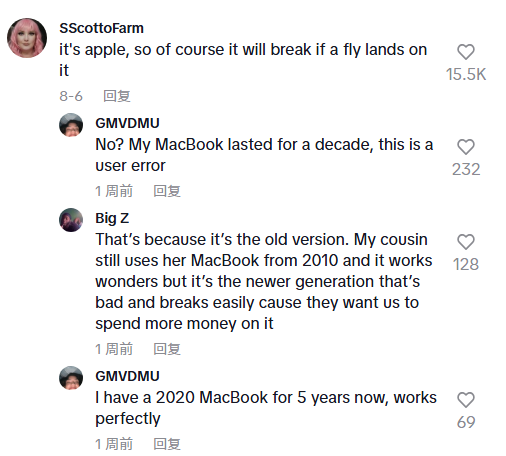 SScottoFarm
it's apple, so of course it will break if a fly lands on
it
15.5K
8-6 回复
GMVDMU
No? My MacBook lasted for a decade, this is a
user error
232
1 周前 回复
Big Z
That's because it's the old version. My cousin
still uses her MacBook from 2010 and it works
wonders but it's the newer generation that's
bad and breaks easily cause they want us to
spend more money on it
128
1 周前 回复
GMVDMU
I have a 2020 MacBook for 5 years now, works
perfectly
69
1 周前 回复